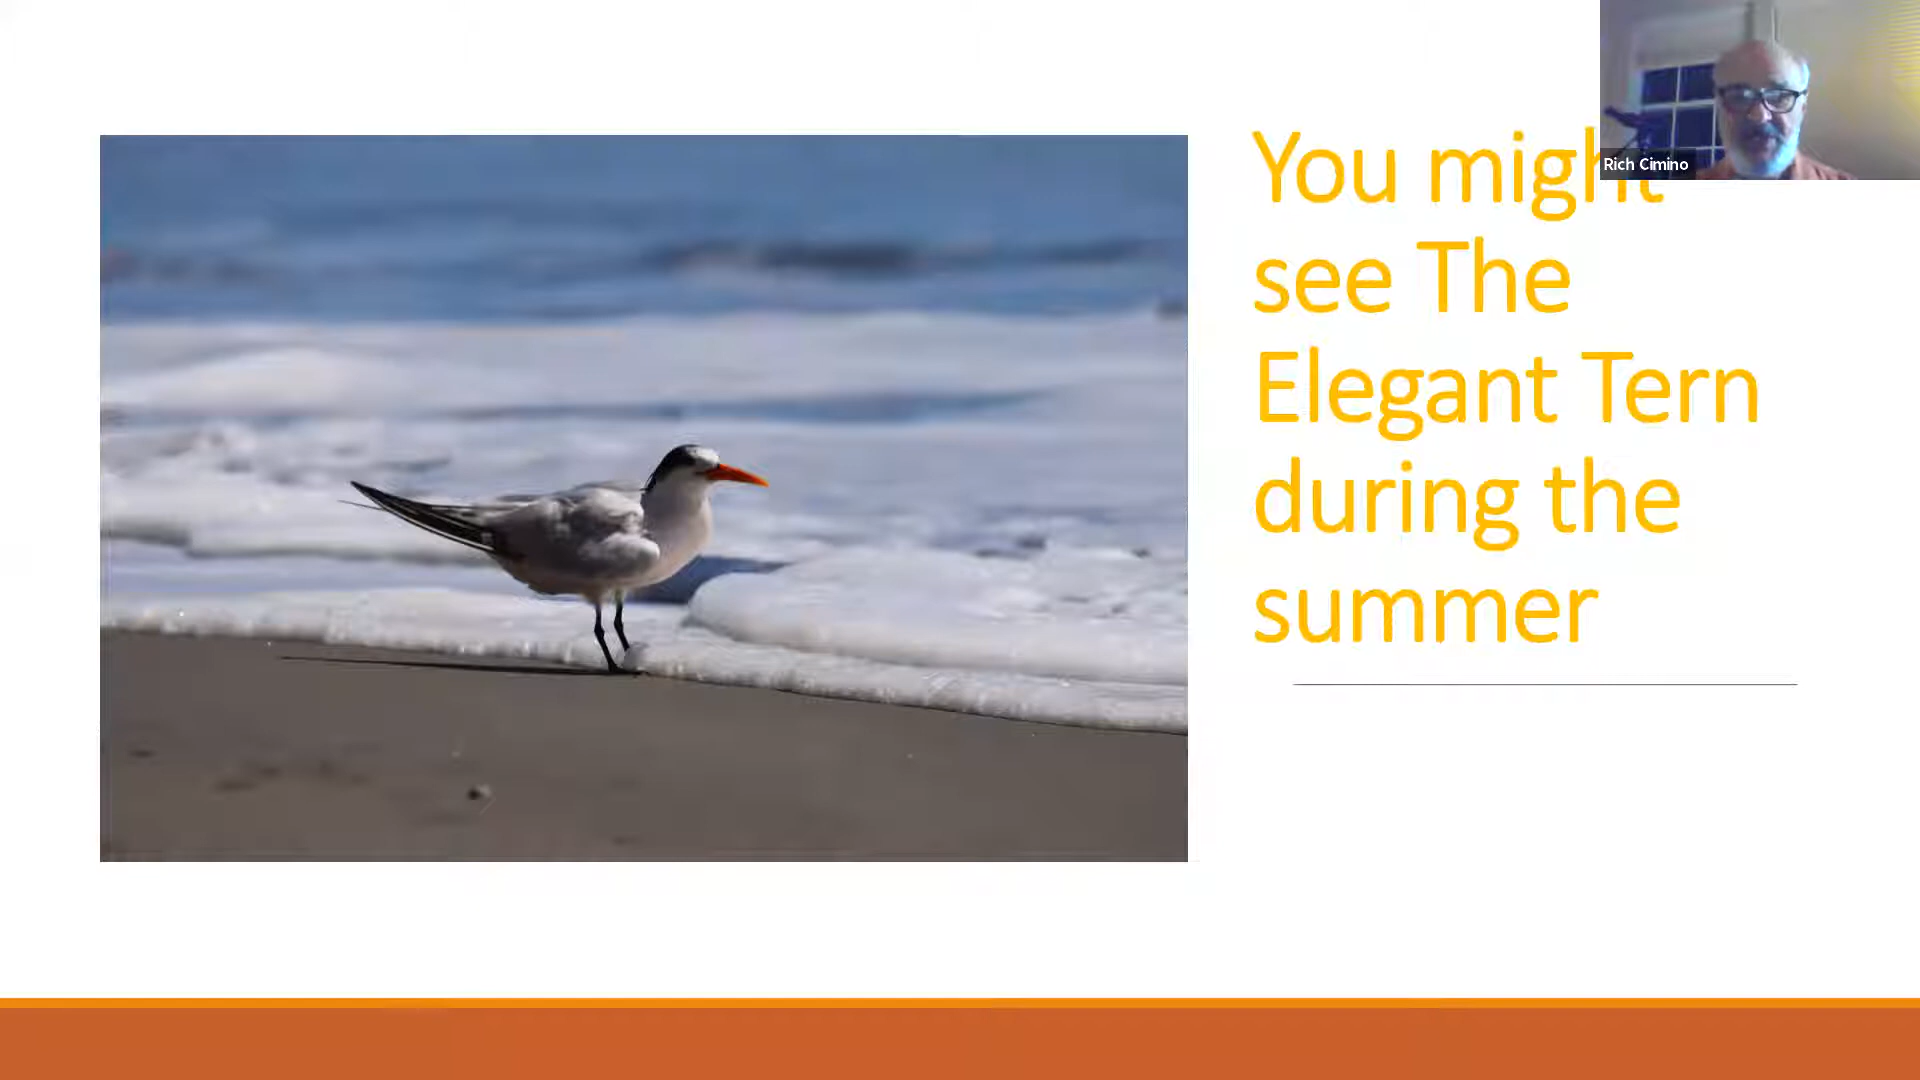 You might
see The
Elegant Tern
during the
summer
Rich Cimino